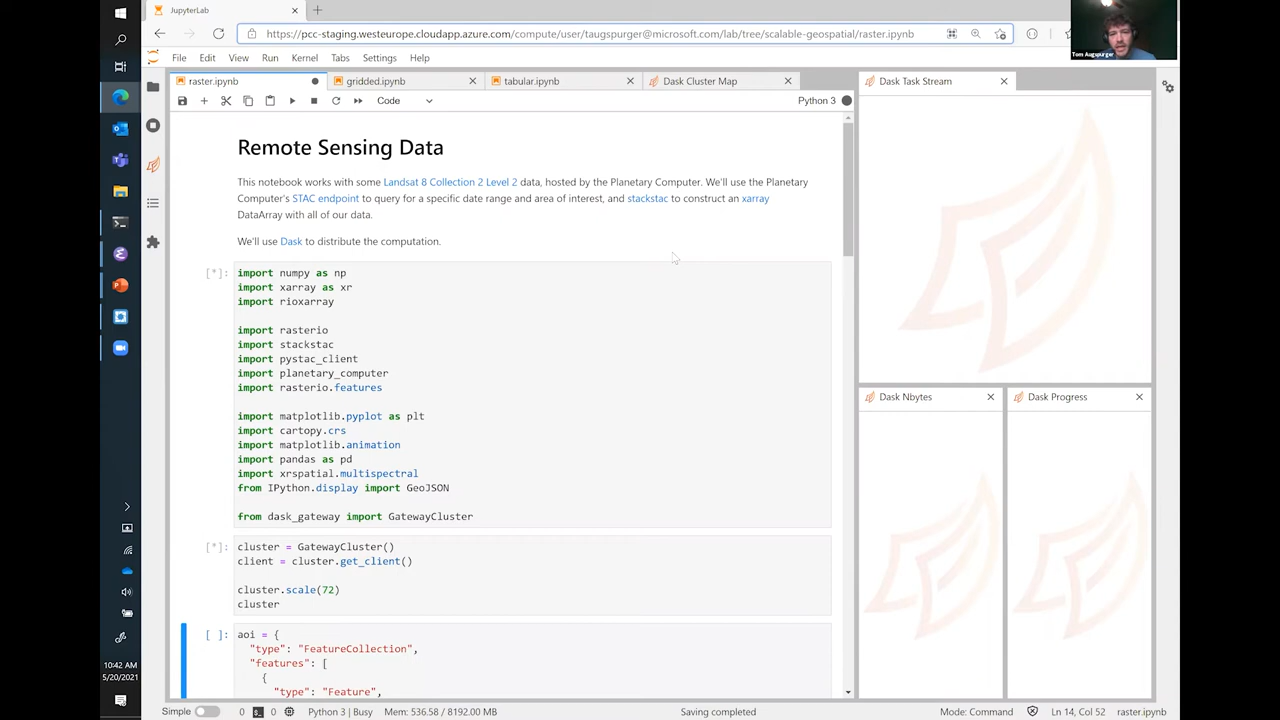 JupyterLab
https://pcc-staging.westeurope.cloudapp.azure.com/compute/user/taugspurger@microsoft.com/lab/tree/scalable-geospatial/raster.ipynb
Tom Augspurger
File Edit View Run Kernel Tabs Settings Help
raster.ipynb
gridded.ipynb
tabular.ipynb
Dask Cluster Map
Dask Task Stream
Code
Python 3
Remote Sensing Data
This notebook works with some Landsat 8 Collection 2 Level 2 data, hosted by the Planetary Computer. We'll use the Planetary
Computer's STAC endpoint to query for a specific date range and area of interest, and stackstac to construct an xarray
DataArray with all of our data.
We'll use Dask to distribute the computation.
[*]:
import numpy as np
import xarray as xr
import rioxarray
import rasterio
import stackstac
import pystac_client
import planetary_computer
import rasterio.features
import matplotlib.pyplot as plt
import cartopy.crs
import matplotlib.animation
import pandas as pd
import xrspatial.multispectral
from IPython.display import GeoJSON
from dask_gateway import GatewayCluster
[*]:
cluster = GatewayCluster()
client = cluster.get_client()
cluster.scale(72)
cluster
[ ]:
aoi = {
"type": "FeatureCollection",
"features": [
{
"type": "Feature",
Dask Nbytes
Dask Progress
10:42 AM
5/20/2021
Simple
0
0
Python 3 | Busy
Mem: 536.58 / 8192.00 MB
Saving completed
Mode: Command
Ln 14, Col 52
raster.ipynb